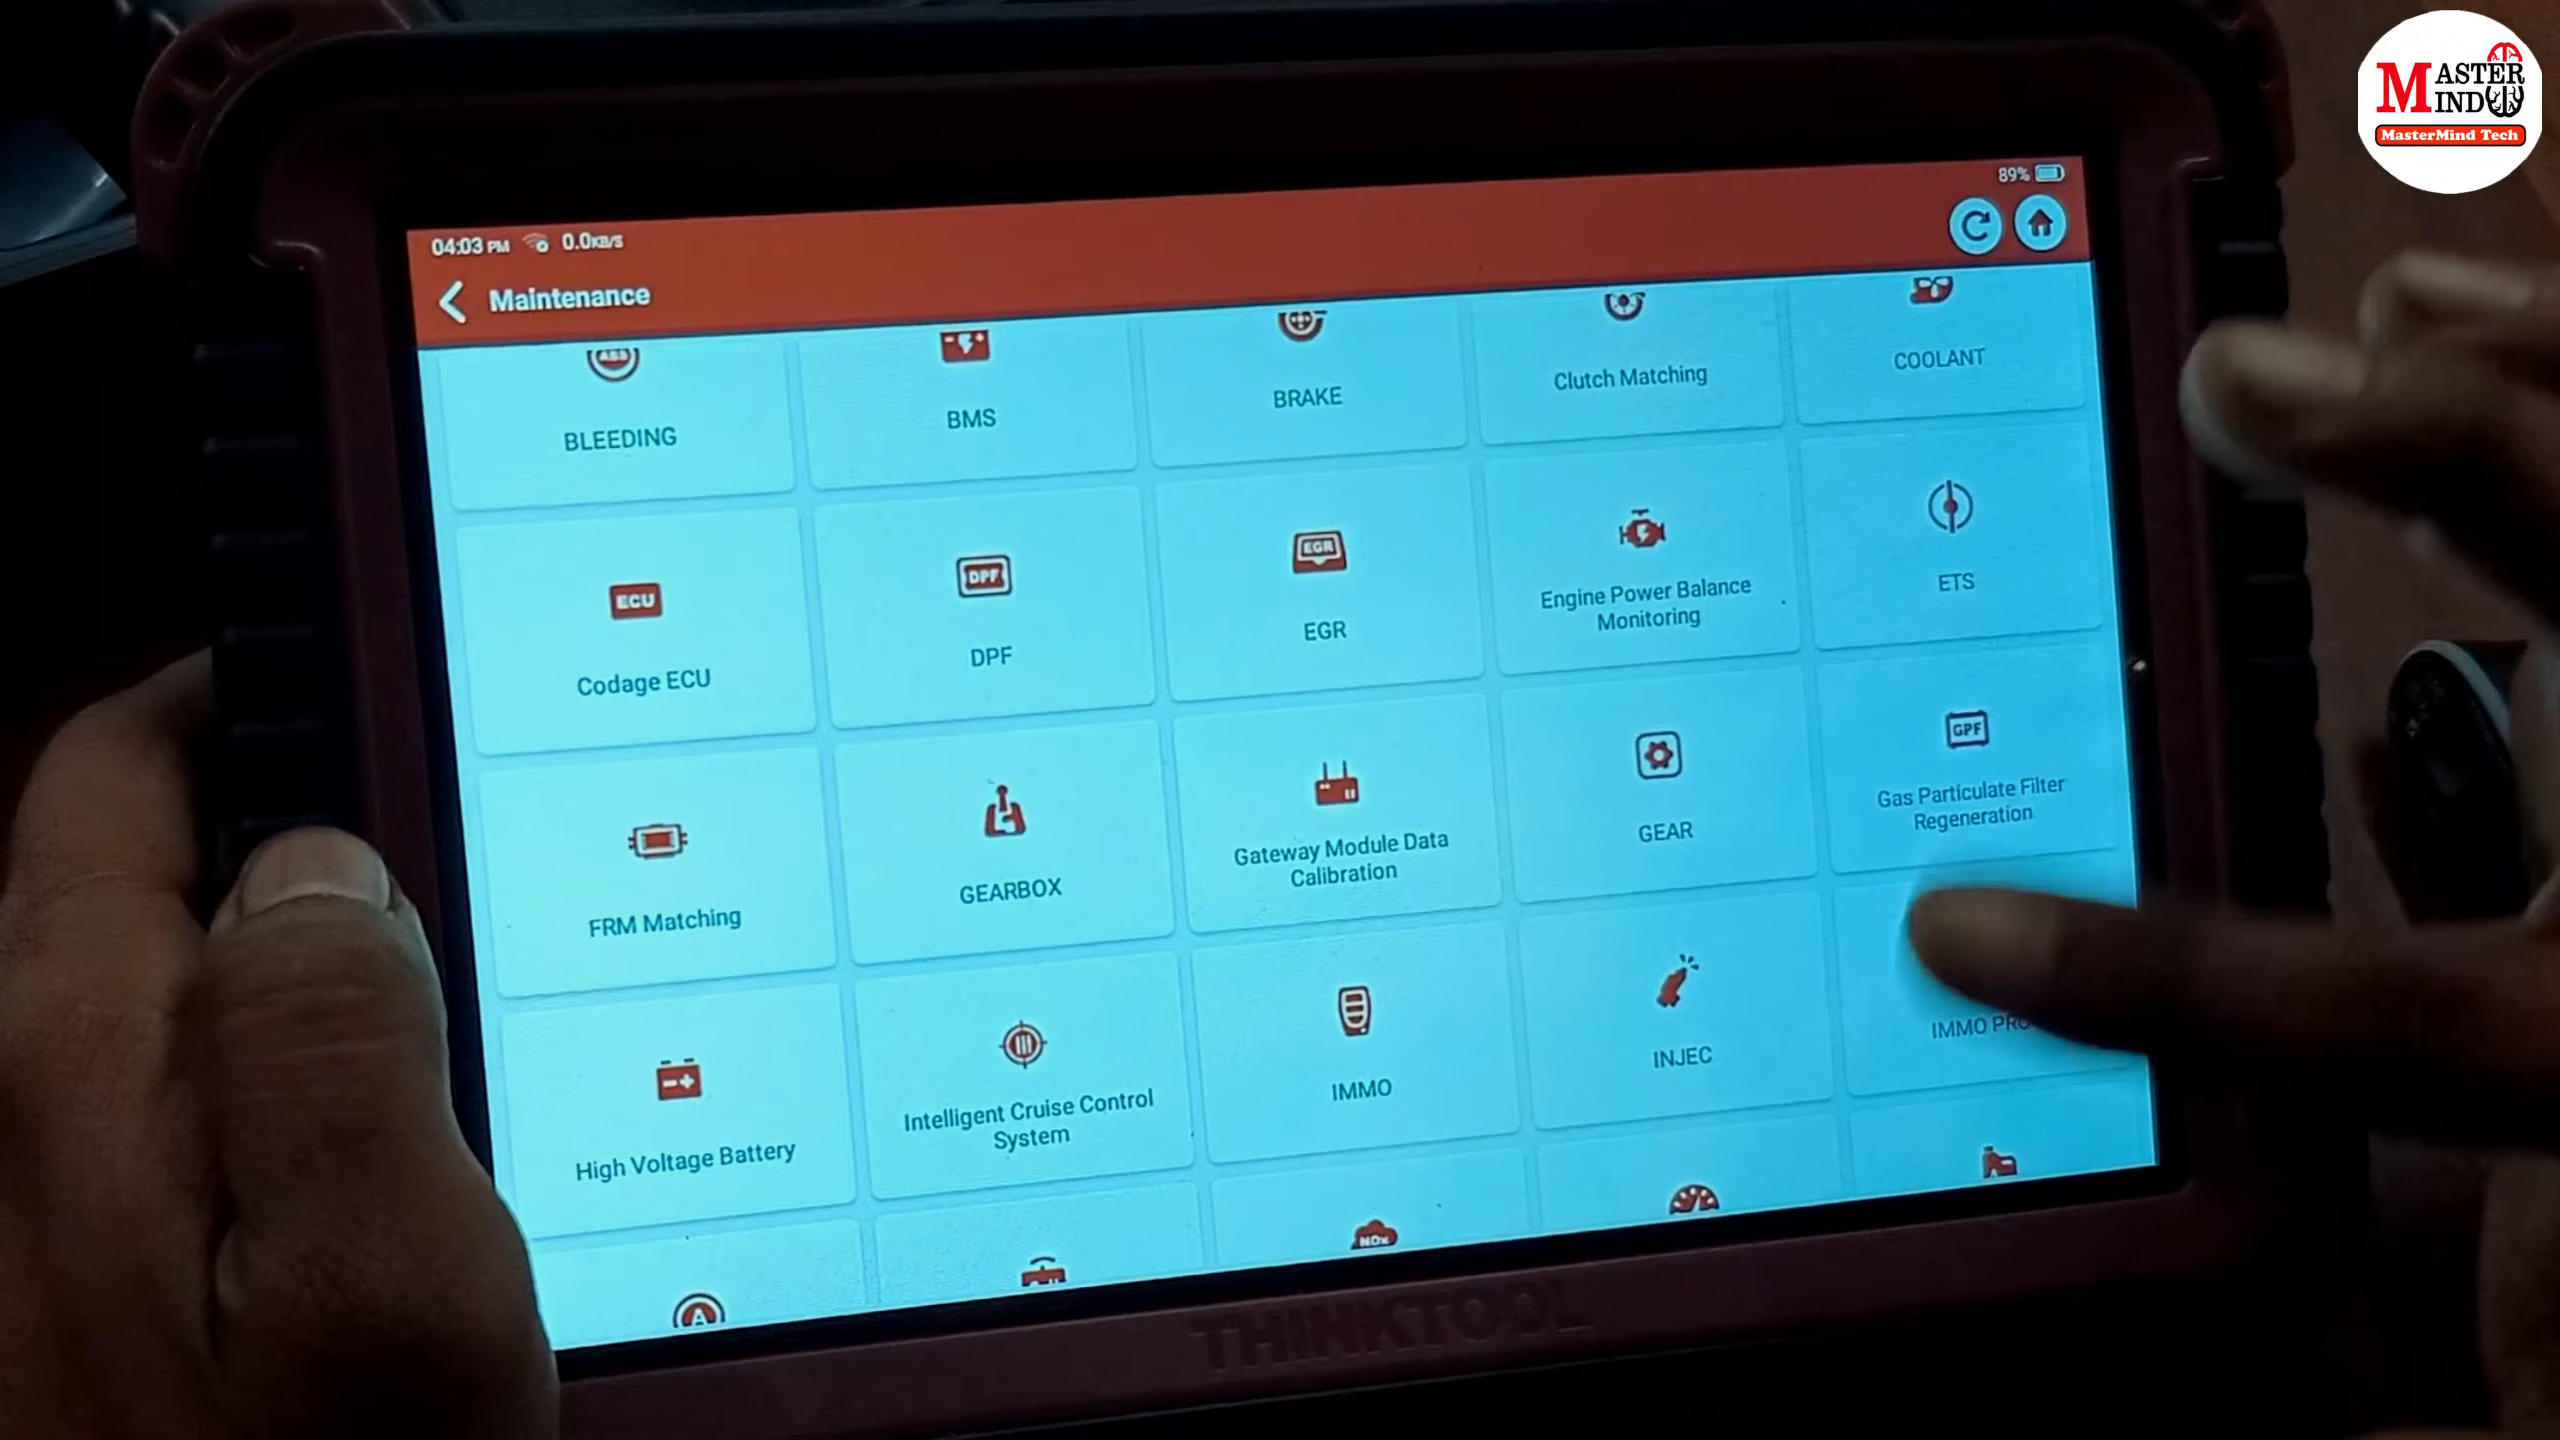 MASTER
MIND
MasterMind Tech
89%
04:03 PM 0.0KB/S
Maintenance
ABS
BLEEDING
BMS
BRAKE
Clutch Matching
COOLANT
ECU
Codage ECU
DPF
DPF
EGR
EGR
Engine Power Balance
Monitoring
ETS
FRM Matching
GEARBOX
Gateway Module Data
Calibration
GEAR
GPF
Gas Particulate Filter
Regeneration
High Voltage Battery
Intelligent Cruise Control
System
IMMO
INJEC
IMMO
A
NOx
THINKTOOL